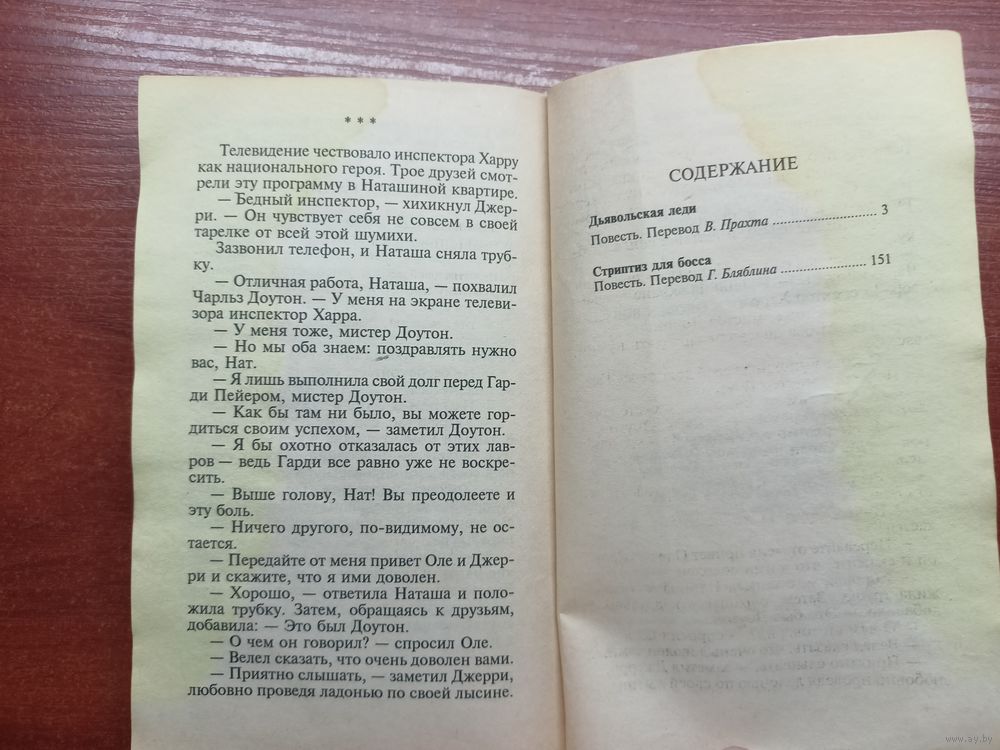 * * *
Телевидение чествовало инспектора Харру
как национального героя. Трое друзей смот-
рели эту программу в Наташиной квартире.
— Бедный инспектор, — хихикнул Джер-
ри. — Он чувствует себя не совсем в своей
тарелке от всей этой шумихи.
Зазвонил телефон, и Наташа сняла труб-
ку.
— Отличная работа, Наташа, — похвалил
Чарльз Доутон. — У меня на экране телеви-
зора инспектор Харра.
— У меня тоже, мистер Доутон.
— Но мы оба знаем: поздравлять нужно
вас, Нат.
— Я лишь выполнила свой долг перед Гар-
ди Пейером, мистер Доутон.
— Как бы там ни было, вы можете гор-
диться своим успехом, — заметил Доутон.
— Я бы охотно отказалась от этих лав-
ров — ведь Гарди все равно уже не воскре-
сить.
— Выше голову, Нат! Вы преодолеете и
эту боль.
— Ничего другого, по-видимому, не ос-
тается.
— Передайте от меня привет Оле и Джер-
ри и скажите, что я ими доволен.
— Хорошо, — ответила Наташа и поло-
жила трубку. Затем, обращаясь к друзьям,
добавила: — Это был Доутон.
— О чем он говорил? — спросил Оле.
— Велел сказать, что очень доволен вами.
— Приятно слышать, — заметил Джерри,
любовно проведя ладонью по своей лысине.
СОДЕРЖАНИЕ
Дьявольская леди
Повесть. Перевод В. Прахта ........................ 3
Стриптиз для босса
Повесть. Перевод Г. Бляблина .................... 151
www.ay.by